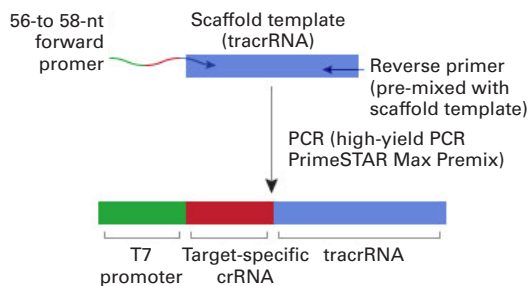 56-to 58-nt
forward
promer
Scaffold template
(tracrRNA)
Reverse primer
(pre-mixed with
scaffold template)
PCR (high-yield PCR
PrimeSTAR Max Premix)
T7
promoter
Target-specific
crRNA
tracrRNA